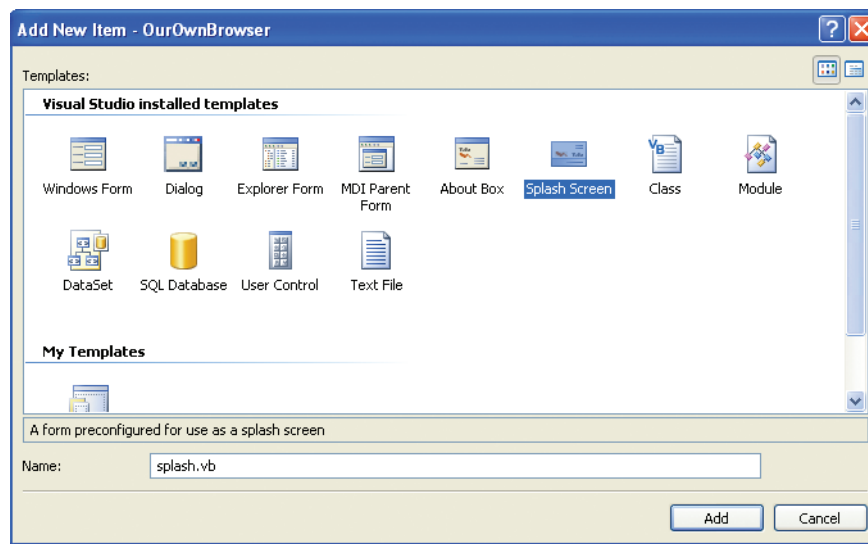 Add New Item - OurOwnBrowser
Templates:
Visual Studio installed templates
Windows Form
Dialog
Explorer Form
MDI Parent
Form
About Box
Splash Screen
Class
Module
DataSet
SQL Database
User Control
Text File
My Templates
A form preconfigured for use as a splash screen
Name:
splash.vb
Add
Cancel